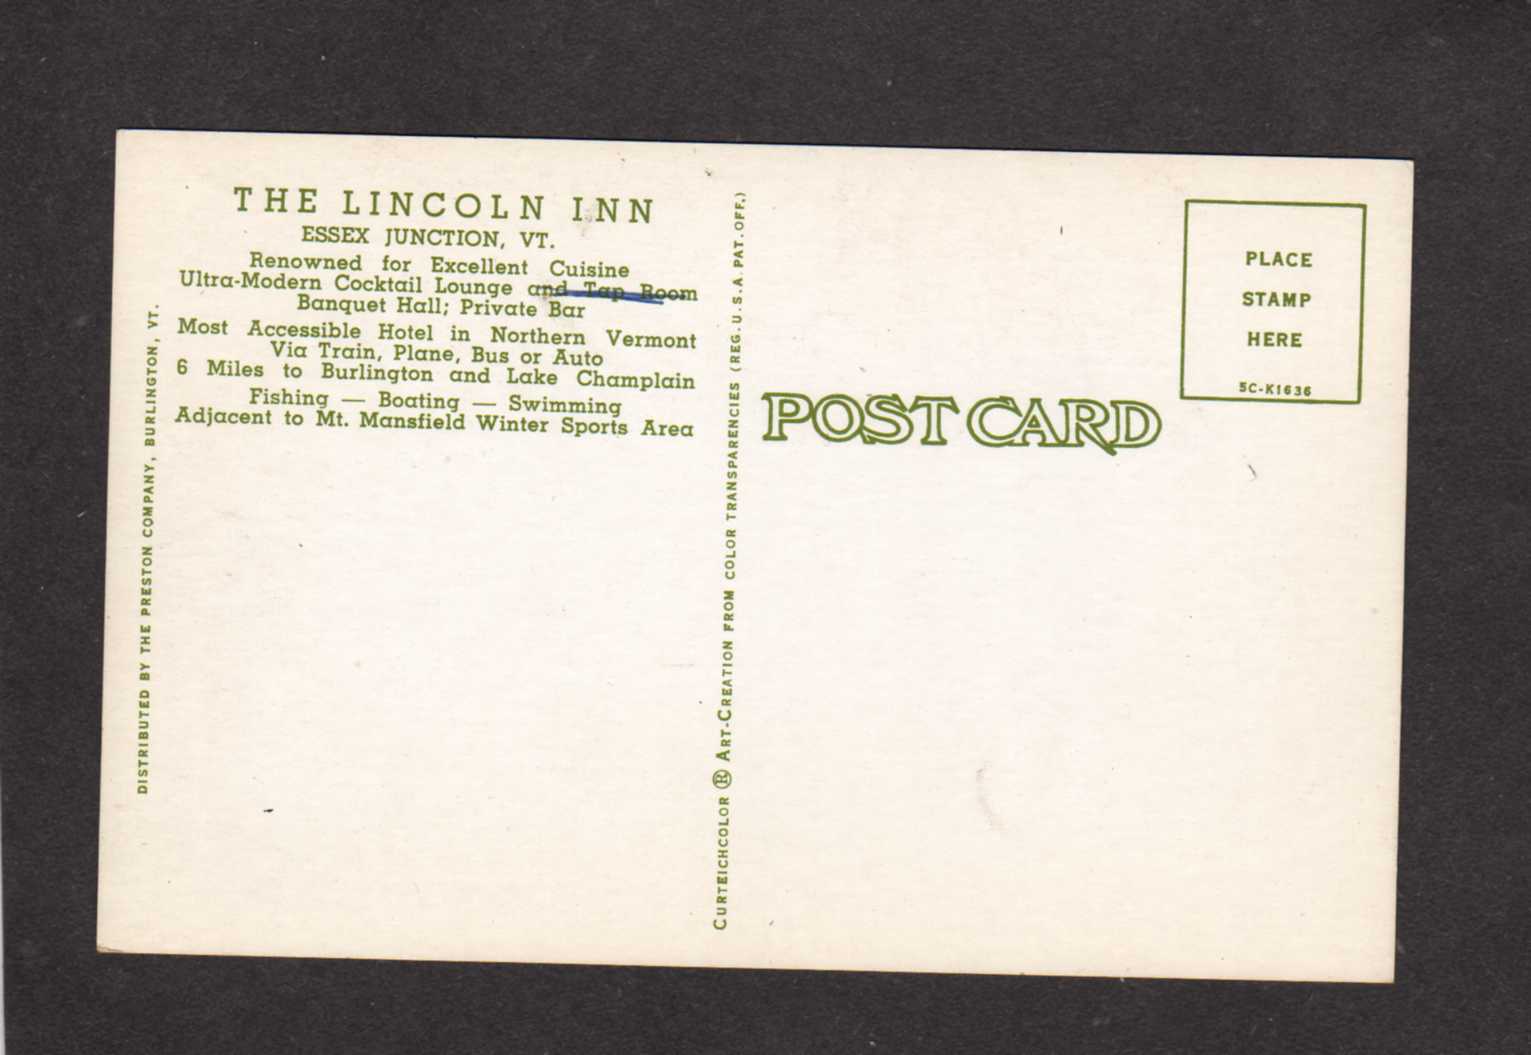 THE LINCOLN INN
ESSEX JUNCTION, VT.
Renowned for Excellent Cuisine
Ultra-Modern Cocktail Lounge and Tap Room
Banquet Hall; Private Bar
Most Accessible Hotel in Northern Vermont
Via Train, Plane, Bus or Auto
6 Miles to Burlington and Lake Champlain
Fishing — Boating — Swimming
Adjacent to Mt. Mansfield Winter Sports Area
DISTRIBUTED BY THE PRESTON COMPANY, BURLINGTON, VT.
CURTEICHCOLOR ® ART-CREATION FROM COLOR TRANSPARENCIES (REG. U.S.A. PAT. OFF.)
POST CARD
PLACE
STAMP
HERE
5C-K1636